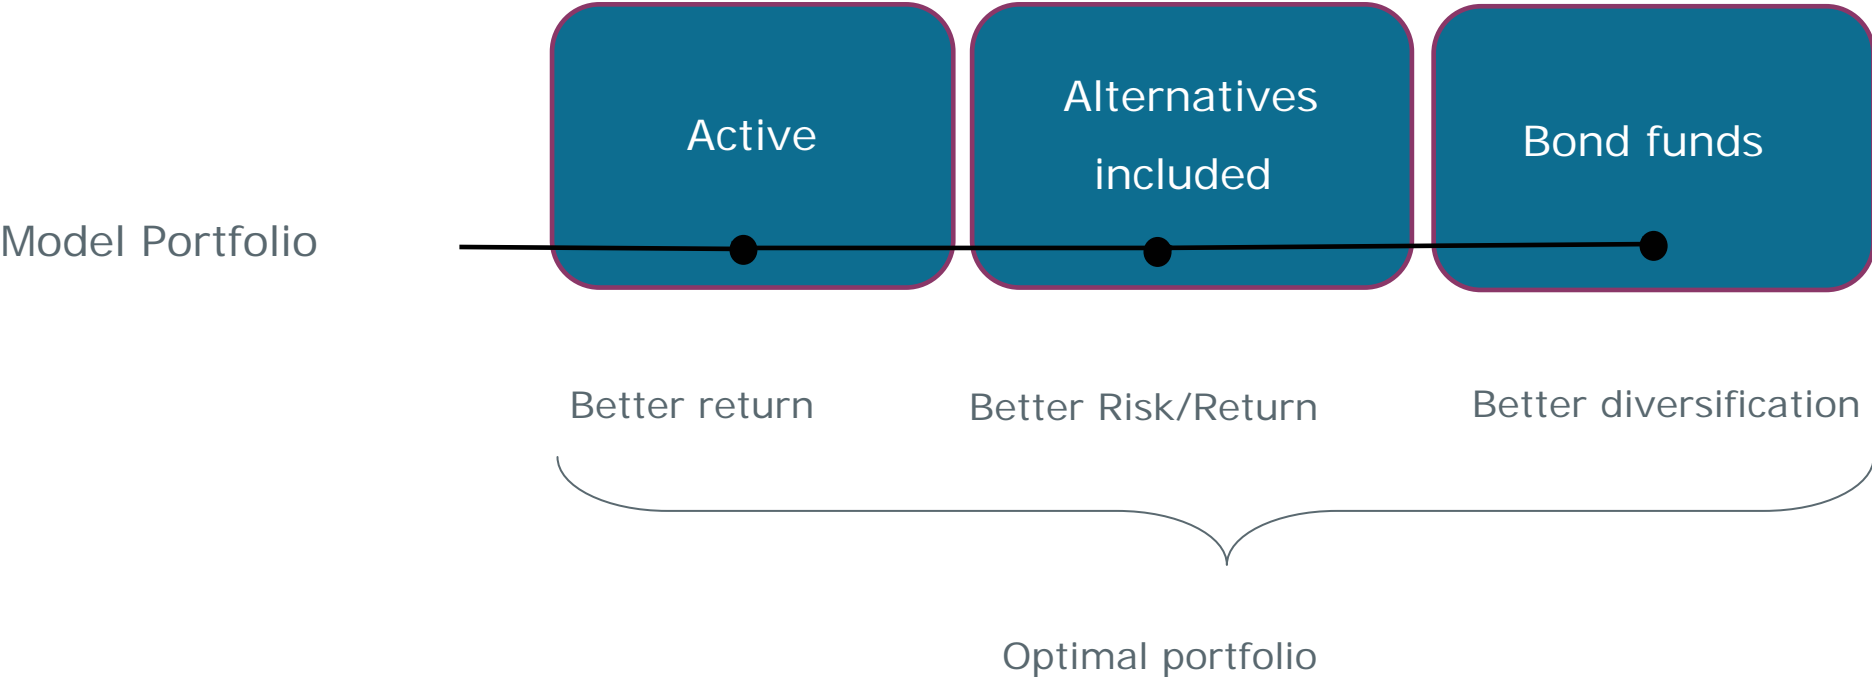 Active
Alternatives
included
Bond funds
Model Portfolio
Better return
Better Risk/Return
Better diversification
Optimal portfolio